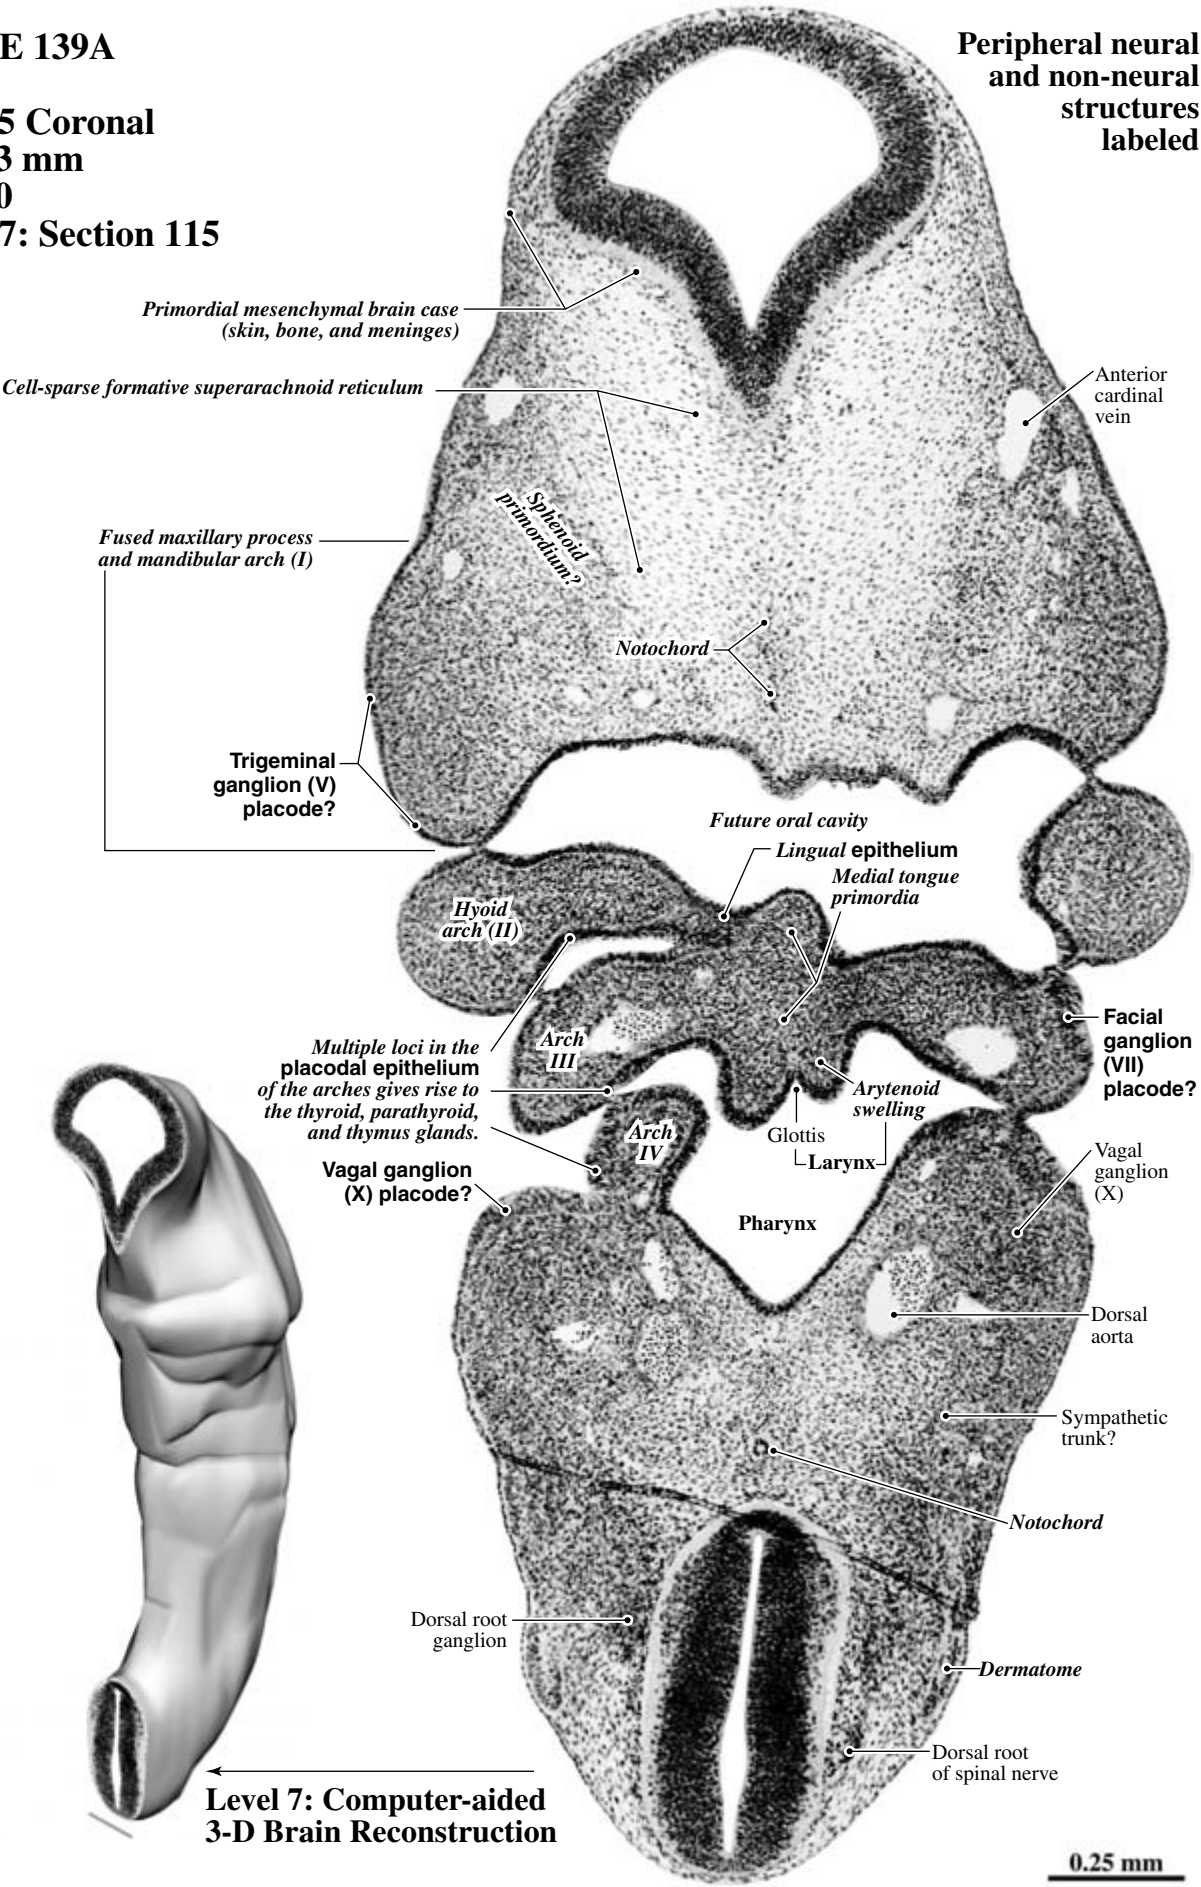 E 139A
5 Coronal
3 mm
0
7: Section 115
Peripheral neural
and non-neural
structures
labeled
Primordial mesenchymal brain case
(skin, bone, and meninges)
Cell-sparse formative superarachnoid reticulum
Anterior
cardinal
vein
Sphenoid
primordium?
Fused maxillary process
and mandibular arch (I)
Notochord
Trigeminal
ganglion (V)
placode?
Future oral cavity
Lingual epithelium
Medial tongue
primordia
Hyoid
arch (II)
Arch
III
Facial
ganglion
(VII)
placode?
Multiple loci in the
placodal epithelium
of the arches gives rise to
the thyroid, parathyroid,
and thymus glands.
Arytenoid
swelling
Glottis
Larynx
Arch
IV
Vagal ganglion
(X) placode?
Vagal
ganglion
(X)
Pharynx
Dorsal
aorta
Sympathetic
trunk?
Notochord
Dorsal root
ganglion
Dermatome
Dorsal root
of spinal nerve
Level 7: Computer-aided
3-D Brain Reconstruction
0.25 mm